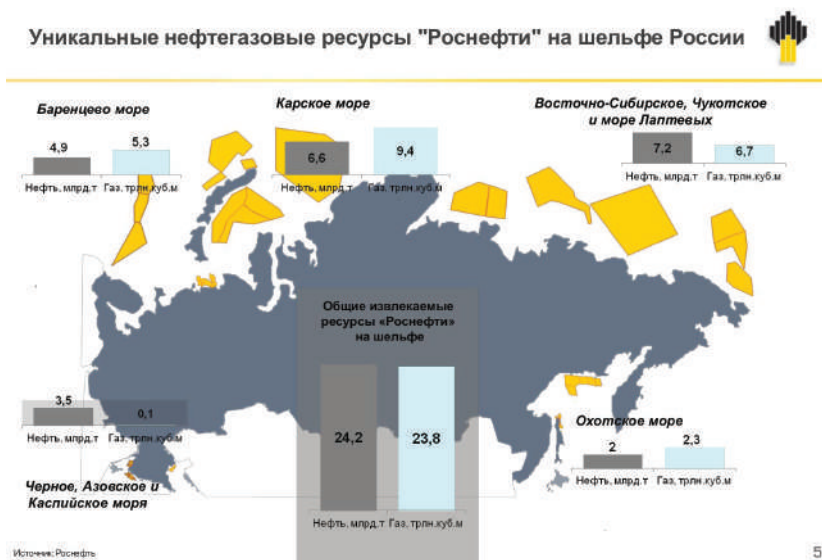 Уникальные нефтегазовые ресурсы "Роснефти" на шельфе России
Баренцево море
4,9
5,3
Нефть, млрд.т
Газ, трлн.куб.м
Карское море
6,6
9,4
Нефть, млрд.т
Газ, трлн.куб.м
Восточно-Сибирское, Чукотское
и море Лаптевых
7,2
6,7
Нефть, млрд.т
Газ, трлн.куб.м
Общие извлекаемые
ресурсы «Роснефти»
на шельфе
24,2
23,8
Нефть, млрд.т
Газ, трлн.куб.м
3,5
0,1
Нефть, млрд.т
Газ, трлн.куб.м
Черное, Азовское и
Каспийское моря
Охотское море
2
2,3
Нефть, млрд.т
Газ, трлн.куб.м
Источник: Роснефть
5